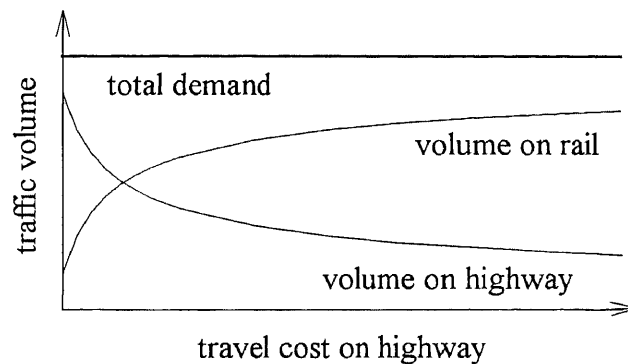 total demand
traffic volume
volume on rail
volume on highway
travel cost on highway